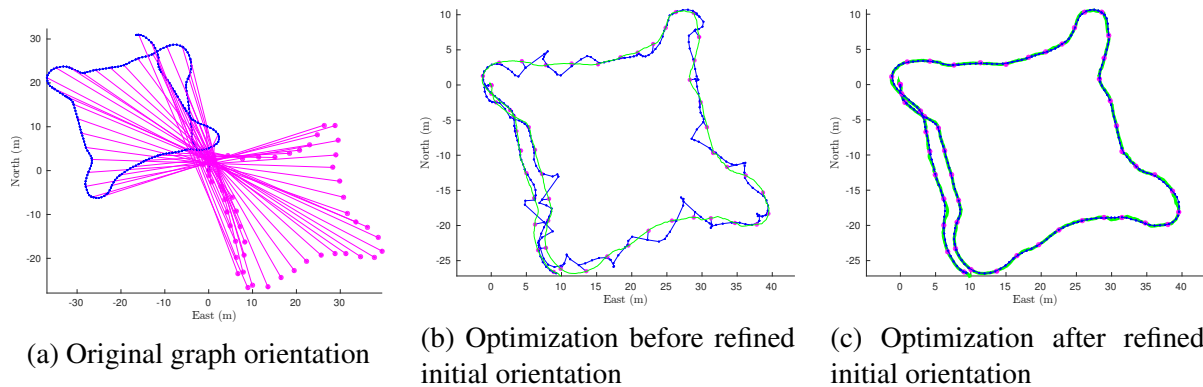 30
20
10
0
-10
-20
North (m)
-30 -20 -10 0 10 20 30
East (m)
10
5
0
-5
-10
-15
-20
-25
North (m)
0 5 10 15 20 25 30 35 40
East (m)
10
5
0
-5
-10
-15
-20
-25
North (m)
0 5 10 15 20 25 30 35 40
East (m)
(a) Original graph orientation
(b) Optimization before refined
initial orientation
(c) Optimization after refined
initial orientation